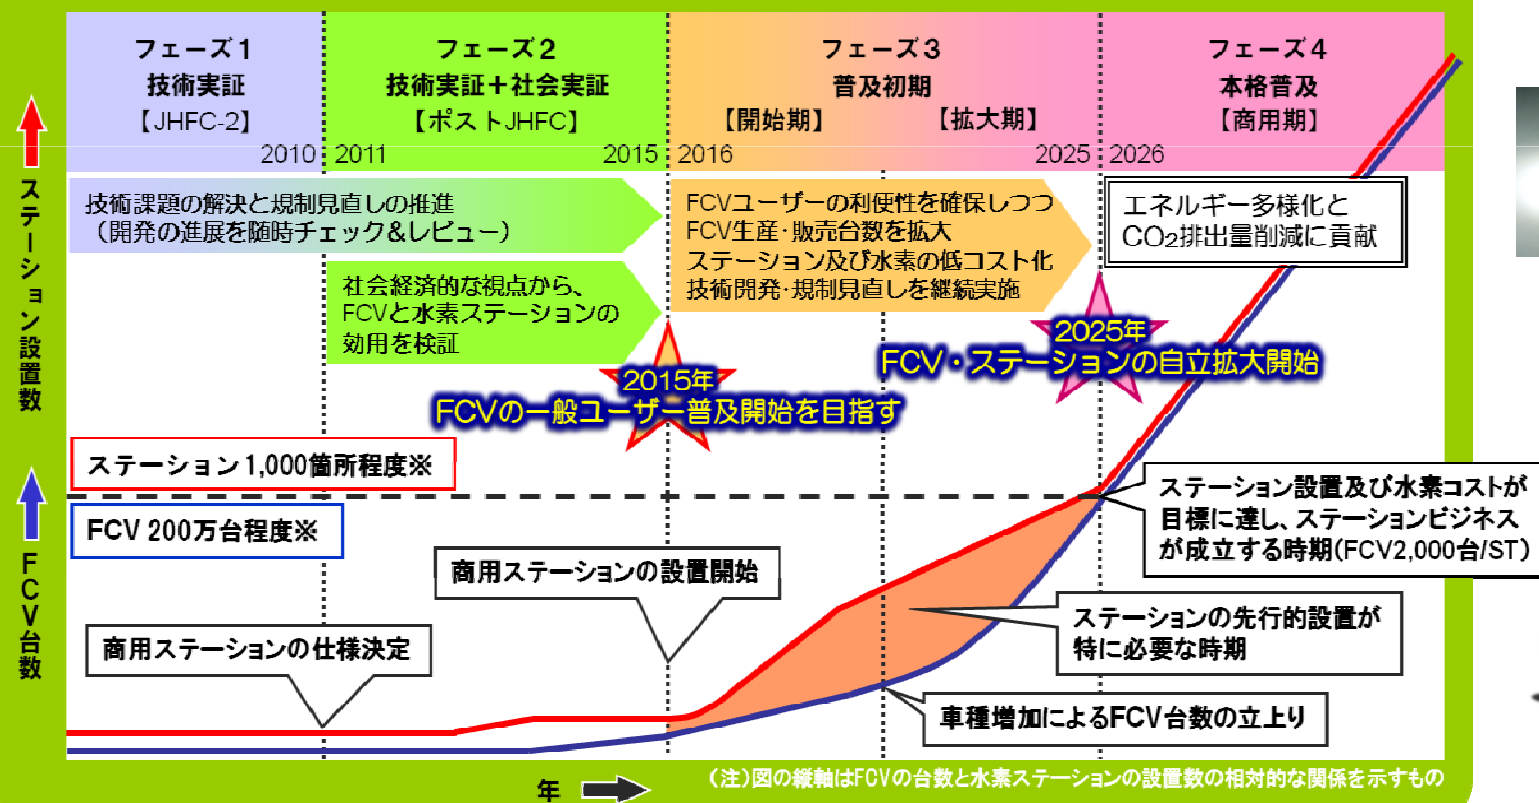 フェーズ1
技術実証
【JHFC-2】
2010
フェーズ2
技術実証＋社会実証
【ポストJHFC】
2011
2015
フェーズ3
普及初期
【開始期】
【拡大期】
2016
2025
フェーズ4
本格普及
【商用期】
2026
ステーション設置数
FCV台数
技術課題の解決と規制見直しの推進
（開発の進展を随時チェック＆レビュー）
社会経済的な視点から、
FCVと水素ステーションの
効用を検証
FCVユーザーの利便性を確保しつつ
FCV生産・販売台数を拡大
ステーション及び水素の低コスト化
技術開発・規制見直しを継続実施
エネルギー多様化と
CO2排出量削減に貢献
2015年
FCVの一般ユーザー普及開始を目指す
2025年
FCV・ステーションの自立拡大開始
ステーション1,000箇所程度※
FCV 200万台程度※
ステーション設置及び水素コストが
目標に達し、ステーションビジネス
が成立する時期(FCV2,000台/ST)
商用ステーションの設置開始
ステーションの先行的設置が
特に必要な時期
商用ステーションの仕様決定
車種増加によるFCV台数の立上り
年
（注）図の縦軸はFCVの台数と水素ステーションの設置数の相対的な関係を示すもの